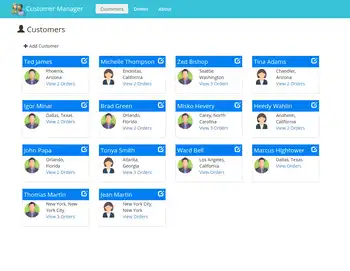 Customer Manager
Customers Orders About
Customers
Add Customer
Ted James
Phoenix,
Arizona
View 2 Orders
Michelle Thompson
Encinitas,
California
View 2 Orders
Zed Bishop
Seattle,
Washington
View 3 Orders
Tina Adams
Chandler,
Arizona
View 2 Orders
Igor Minar
Dallas, Texas
View Orders
Brad Green
Orlando,
Florida
View 2 Orders
Misko Hevery
Carey, North
Carolina
View 3 Orders
Heedy Wahlin
Anaheim,
California
View 2 Orders
John Papa
Orlando,
Florida
View 2 Orders
Tonya Smith
Atlanta,
Georgia
View 3 Orders
Ward Bell
Los Angeles,
California
View Orders
Marcus Hightower
Dallas, Texas
View Orders
Thomas Martin
New York, New
York City
View 3 Orders
Jean Martin
New York City,
New York
View Orders